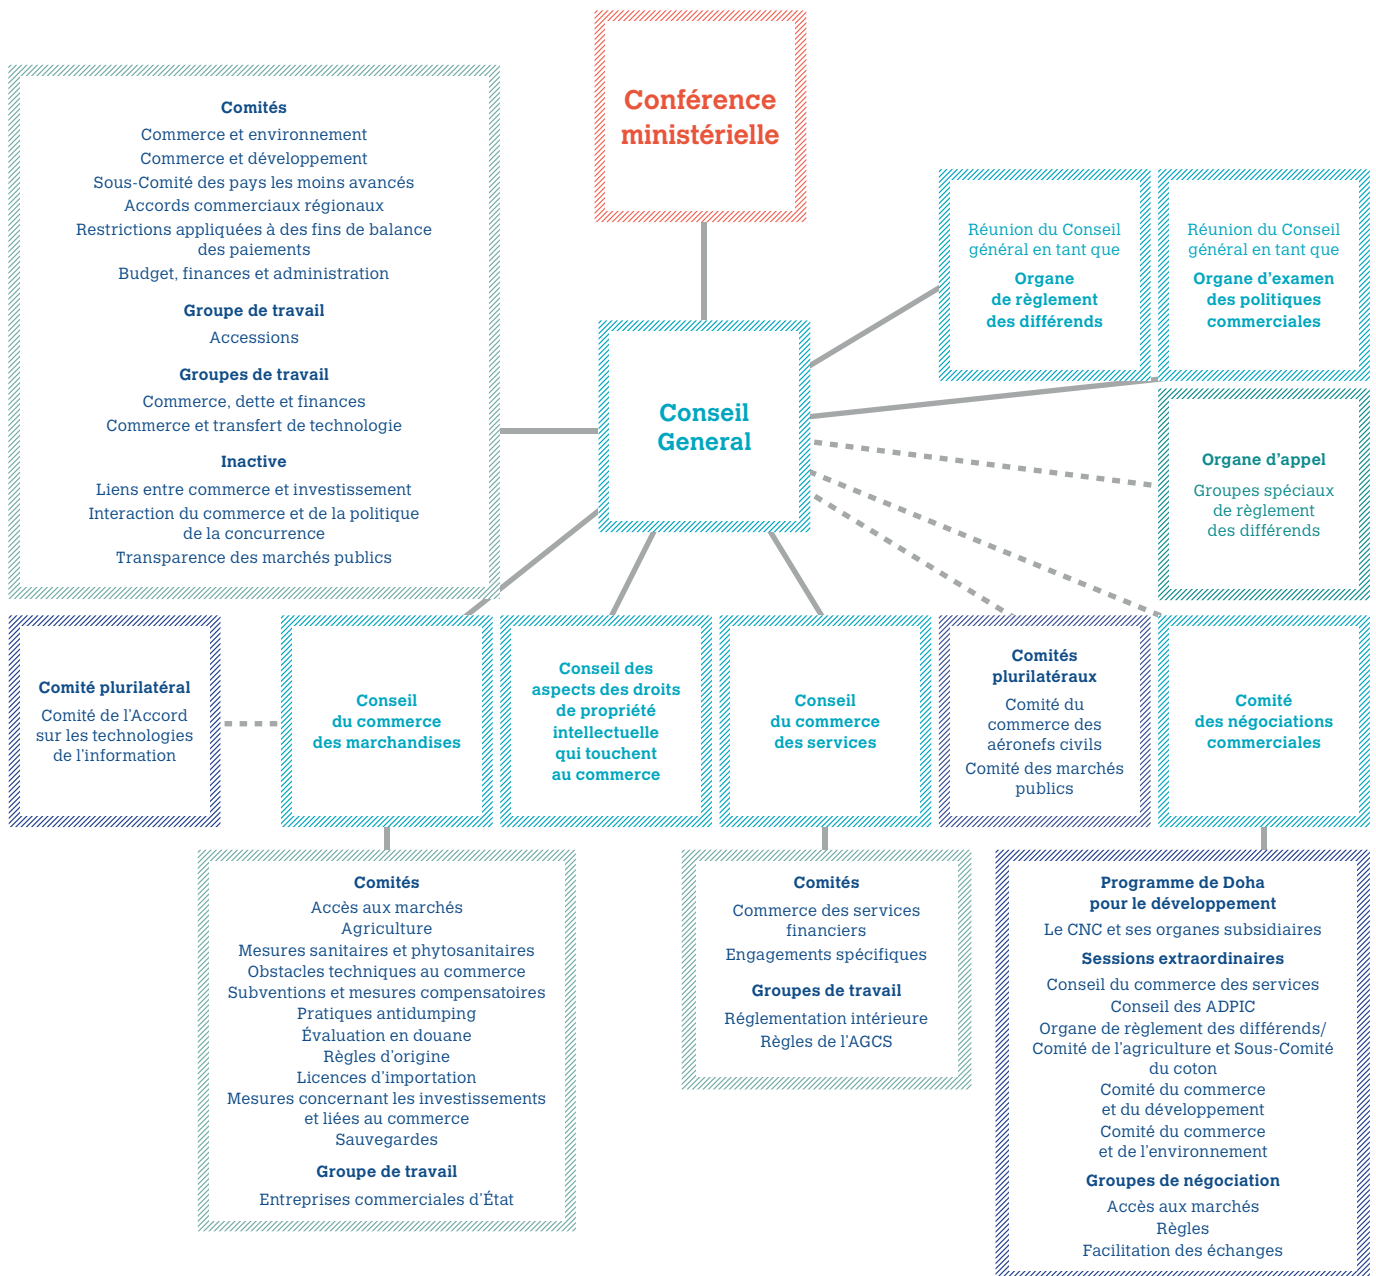 Conférence
ministérielle
Comités
Commerce et environnement
Commerce et développement
Sous-Comité des pays les moins avancés
Accords commerciaux régionaux
Restrictions appliquées à des fins de balance
des paiements
Budget, finances et administration
Groupe de travail
Accessions
Groupes de travail
Commerce, dette et finances
Commerce et transfert de technologie
Inactive
Liens entre commerce et investissement
Interaction du commerce et de la politique
de la concurrence
Transparence des marchés publics
Conseil
General
Réunion du Conseil
général en tant que
Organe
de règlement
des différends
Réunion du Conseil
général en tant que
Organe d'examen
des politiques
commerciales
Organe d'appel
Groupes spéciaux
de règlement
des différends
Comité plurilatéral
Comité de l'Accord
sur les technologies
de l'information
Conseil
du commerce
des marchandises
Conseil des
aspects des droits
de propriété
intellectuelle
qui touchent
au commerce
Conseil
du commerce
des services
Comités
plurilatéraux
Comité du
commerce des
aéronefs civils
Comité des marchés
publics
Comité
des négociations
commerciales
Comités
Accès aux marchés
Agriculture
Mesures sanitaires et phytosanitaires
Obstacles techniques au commerce
Subventions et mesures compensatoires
Pratiques antidumping
Évaluation en douane
Règles d'origine
Licences d'importation
Mesures concernant les investissements
et liées au commerce
Sauvegardes
Groupe de travail
Entreprises commerciales d'État
Comités
Commerce des services
financiers
Engagements spécifiques
Groupes de travail
Réglementation intérieure
Règles de l'AGCS
Programme de Doha
pour le développement
Le CNC et ses organes subsidiaires
Sessions extraordinaires
Conseil du commerce des services
Conseil des ADPIC
Organe de règlement des différends/
Comité de l'agriculture et Sous-Comité
du coton
Comité du commerce
et du développement
Comité du commerce
et de l'environnement
Groupes de négociation
Accès aux marchés
Règles
Facilitation des échanges